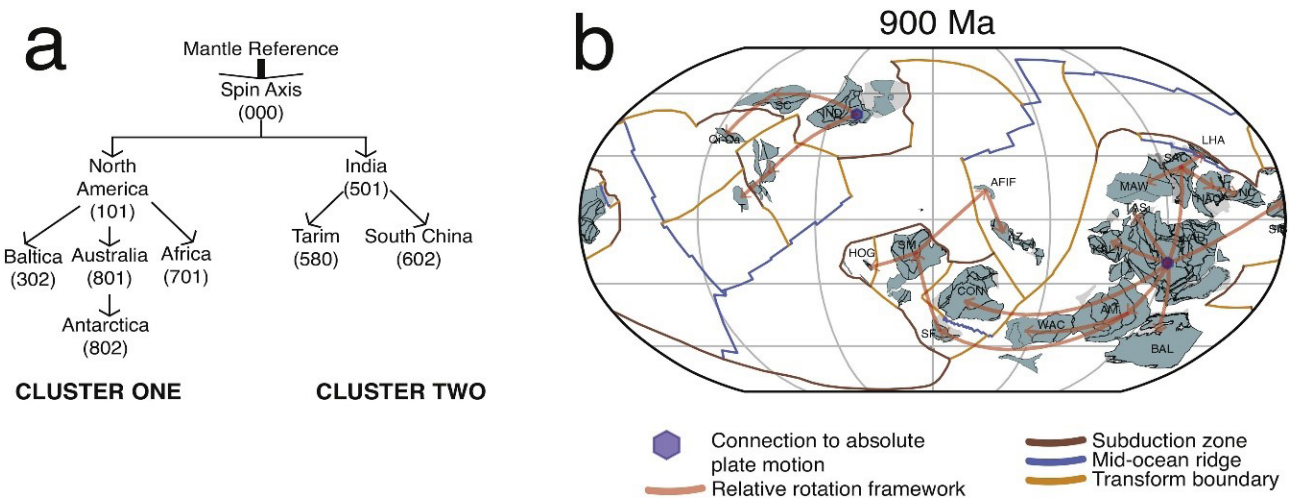 a
Mantle Reference
Spin Axis
(000)
North
America
(101)
India
(501)
Baltica
(302)
Australia
(801)
Africa
(701)
Tarim
(580)
South China
(602)
Antarctica
(802)
CLUSTER ONE
CLUSTER TWO
b
900 Ma
SC
IND
Qi-Qa
T
LHA
SAC
MAW
NAC
NC
AFIF
TAS
HOG
SM
CON
SF
WAC
AM
BAL
Connection to absolute
plate motion
Relative rotation framework
Subduction zone
Mid-ocean ridge
Transform boundary